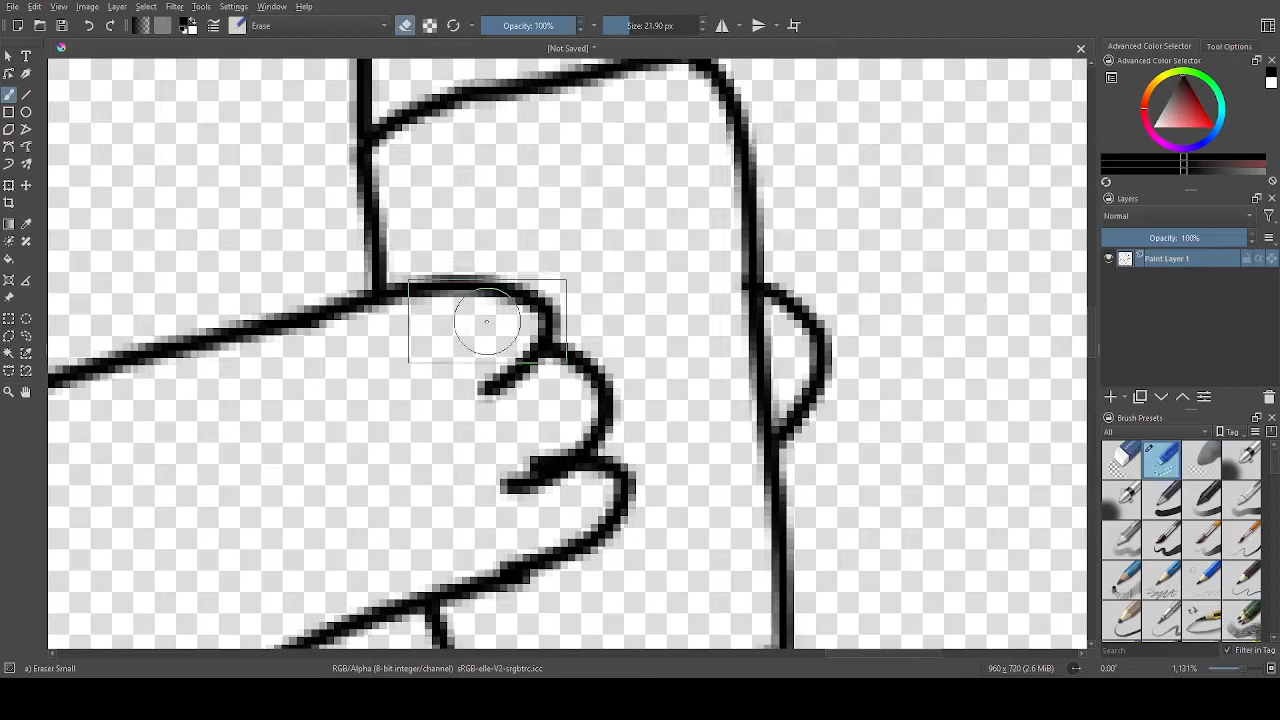 File Edit View Image Layer Select Filter Tools Settings Window Help
Erase Opacity: 100% Size: 21.90 px
[Not Saved] *
Advanced Color Selector Tool Options
Advanced Color Selector
Layers
Normal
Opacity: 100%
Paint Layer 1
Brush Presets
All Tag
Search Filter in Tag
a) Eraser Small RGB/Alpha (8-bit integer/channel) sRGB-elle-V2-srgbtrc.icc 960 x 720 (2.6 MiB) 0.00° 1,131%